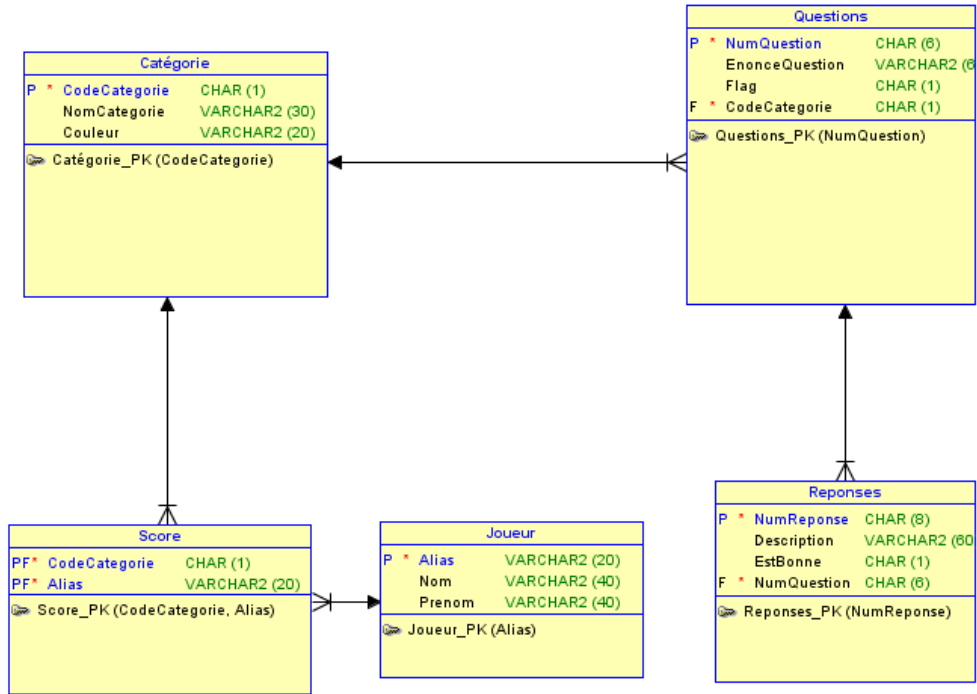 Questions
P * NumQuestion CHAR (6)
EnonceQuestion VARCHAR2 (6
Flag CHAR (1)
F * CodeCategorie CHAR (1)
Questions_PK (NumQuestion)
Catégorie
P * CodeCategorie CHAR (1)
NomCategorie VARCHAR2 (30)
Couleur VARCHAR2 (20)
Catégorie_PK (CodeCategorie)
Score
PF* CodeCategorie CHAR (1)
PF* Alias VARCHAR2 (20)
Score_PK (CodeCategorie, Alias)
Joueur
P * Alias VARCHAR2 (20)
Nom VARCHAR2 (40)
Prenom VARCHAR2 (40)
Joueur_PK (Alias)
Reponses
P * NumReponse CHAR (8)
Description VARCHAR2 (60
EstBonne CHAR (1)
F * NumQuestion CHAR (6)
Reponses_PK (NumReponse)